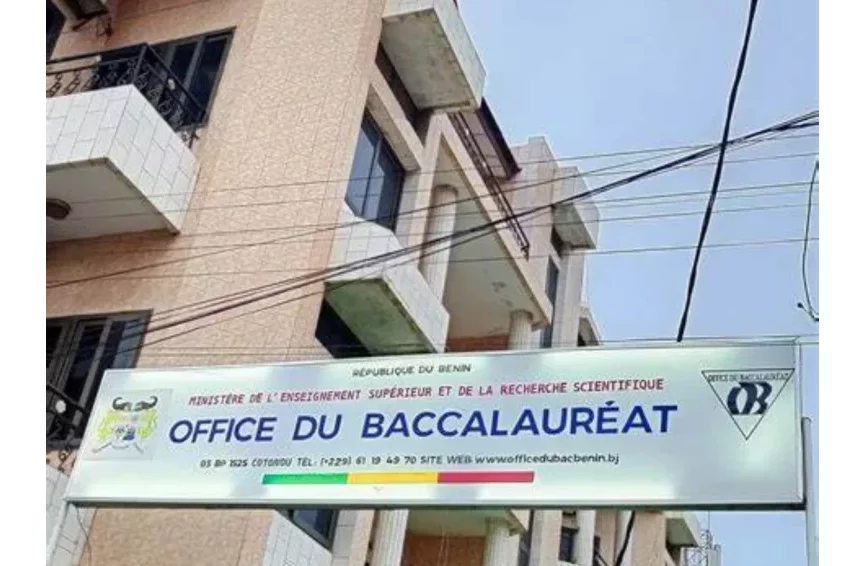 RÉPUBLIQUE DU BENIN
MINISTÈRE DE L'ENSEIGNEMENT SUPÉRIEUR ET DE LA RECHERCHE SCIENTIFIQUE
OFFICE DU BACCALAURÉAT
03 BP 1525 COTONOU TÉL: (+229) 61 19 49 70 SITE WEB www.officedubacbenin.bj
OFFICE DU BACCALAUREAT
OB